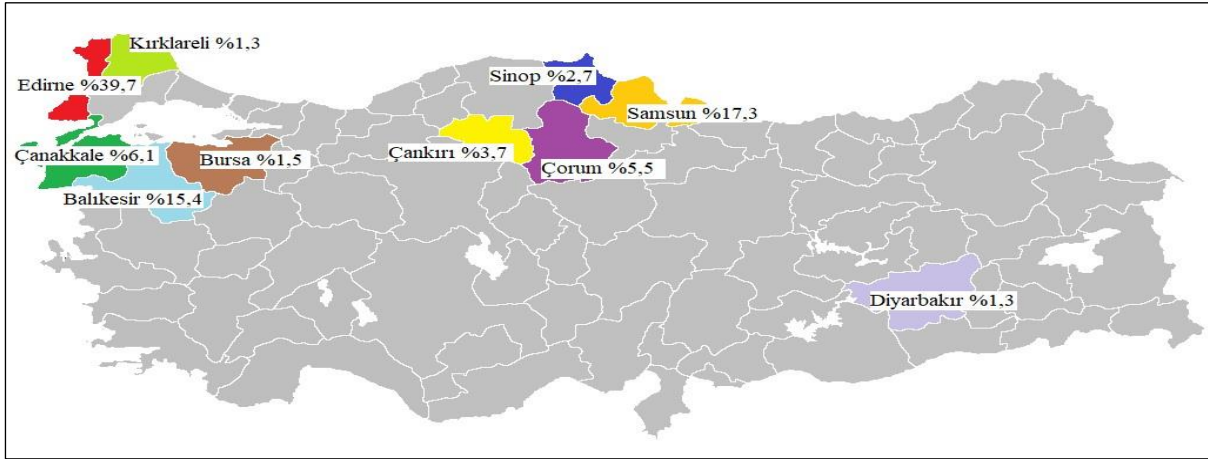 Kırklareli %1,3
Edirne %39,7
Sinop %2,7
Samsun %17,3
Çanakkale %6,1
Bursa %1,5
Çankırı %3,7
Çorum %5,5
Balıkesir %15,4
Diyarbakır %1,3